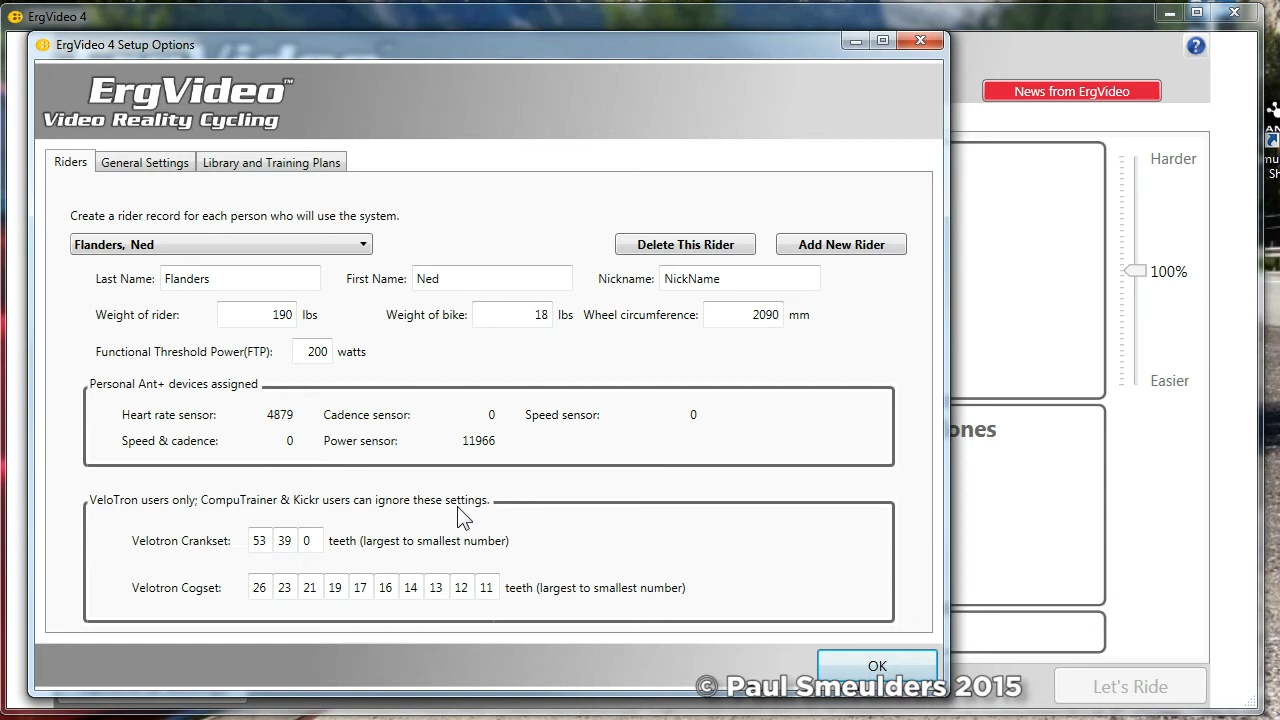 ErgVideo 4
ErgVideo 4 Setup Options
ErgVideo™
Video Reality Cycling
News from ErgVideo
Riders General Settings Library and Training Plans
Create a rider record for each person who will use the system.
Flanders, Ned Delete This Rider Add New Rider
Last Name: Flanders First Name: Ned Nickname: NickName
Weight of rider: 190 lbs Weight of bike: 18 lbs Wheel circumference: 2090 mm
Functional Threshold Power(FTP): 200 watts
Personal Ant+ devices assigned
Heart rate sensor: 4879 Cadence sensor: 0 Speed sensor: 0
Speed & cadence: 0 Power sensor: 11966
VeloTron users only; CompuTrainer & Kickr users can ignore these settings.
Velotron Crankset: 53 39 0 teeth (largest to smallest number)
Velotron Cogset: 26 23 21 19 17 16 14 13 12 11 teeth (largest to smallest number)
OK
Harder
100%
Easier
ones
Let's Ride
© Paul Smeulders 2015